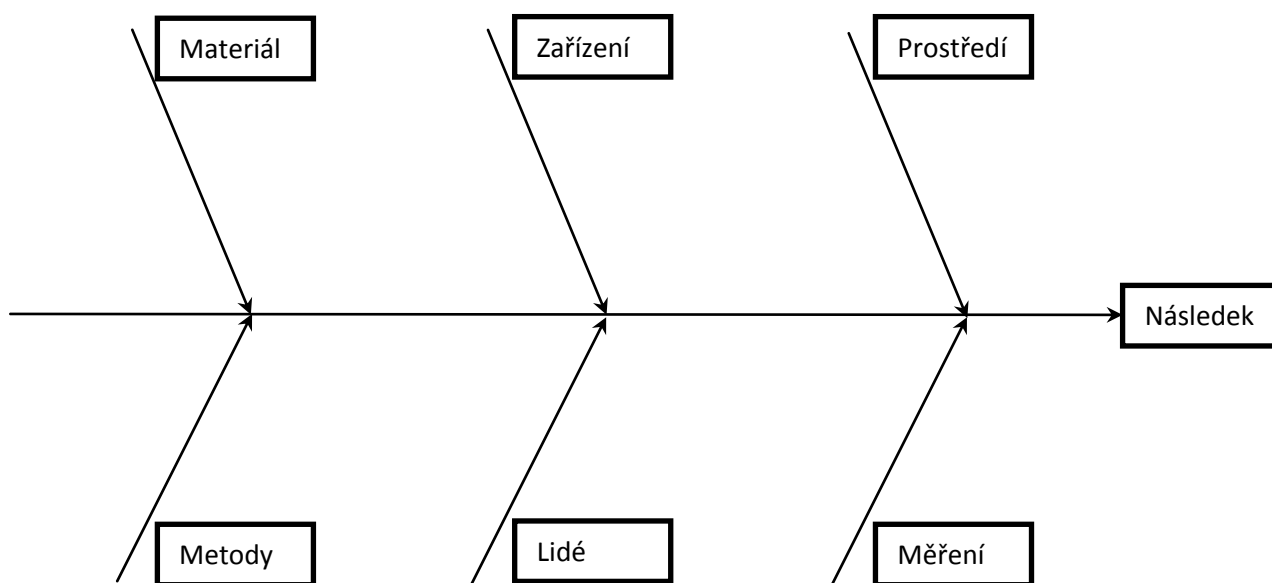 Materiál
Zařízení
Prostředí
Následek
Metody
Lidé
Měření